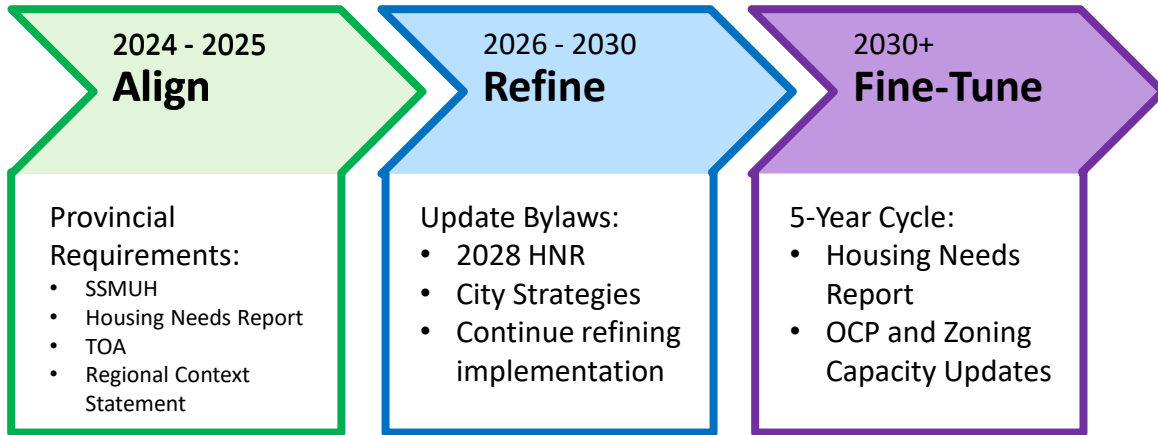 2024 - 2025
Align
Provincial
Requirements:
• SSMUH
• Housing Needs Report
• TOA
• Regional Context
Statement
2026 - 2030
Refine
Update Bylaws:
• 2028 HNR
• City Strategies
• Continue refining
implementation
2030+
Fine-Tune
5-Year Cycle:
• Housing Needs
Report
• OCP and Zoning
Capacity Updates